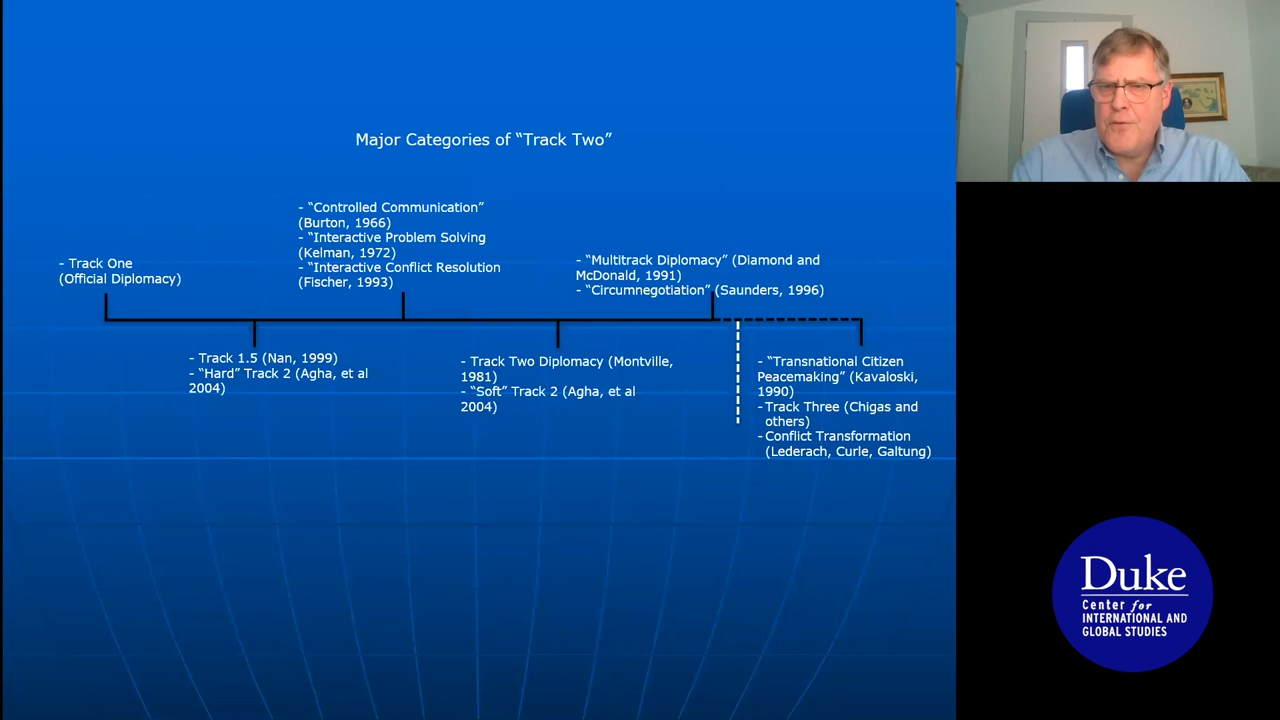 Major Categories of “Track Two”
- Track One
(Official Diplomacy)
- “Controlled Communication”
(Burton, 1966)
- “Interactive Problem Solving
(Kelman, 1972)
- “Interactive Conflict Resolution
(Fischer, 1993)
- “Multitrack Diplomacy” (Diamond and
McDonald, 1991)
- “Circumnegotiation” (Saunders, 1996)
- Track 1.5 (Nan, 1999)
- “Hard” Track 2 (Agha, et al
2004)
- Track Two Diplomacy (Montville,
1981)
- “Soft” Track 2 (Agha, et al
2004)
- “Transnational Citizen
Peacemaking” (Kavaloski,
1990)
- Track Three (Chigas and
others)
- Conflict Transformation
(Lederach, Curle, Galtung)
Duke
Center for
INTERNATIONAL AND
GLOBAL STUDIES